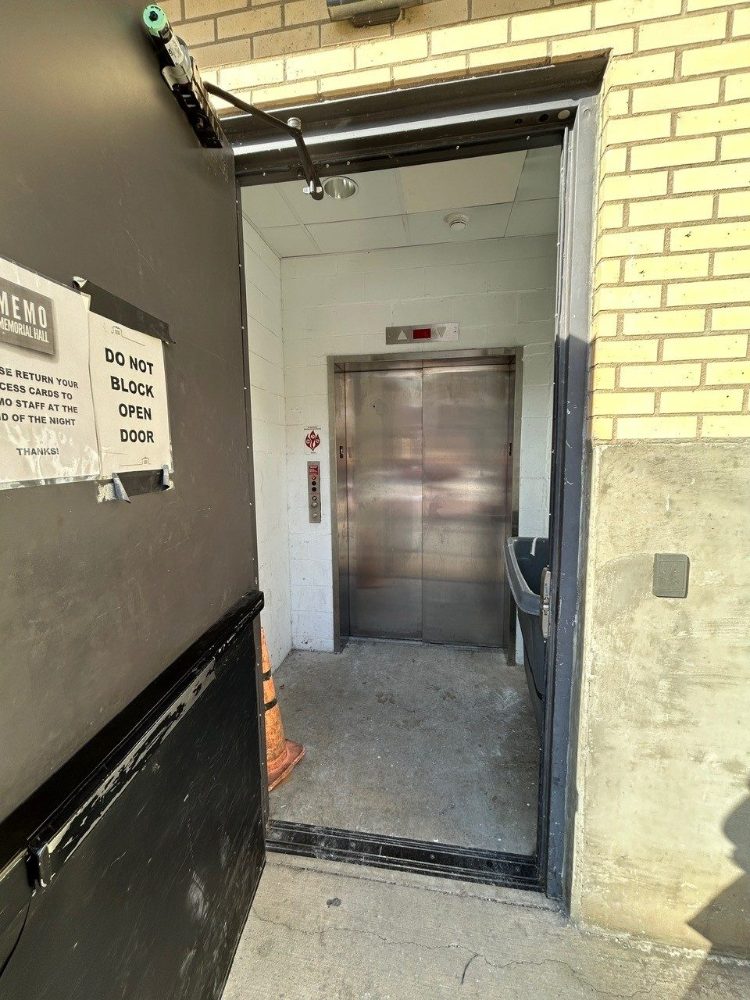 MEMO
MEMORIAL HALL
SE RETURN YOUR
CESS CARDS TO
MO STAFF AT THE
D OF THE NIGHT
THANKS!
DO NOT
BLOCK
OPEN
DOOR